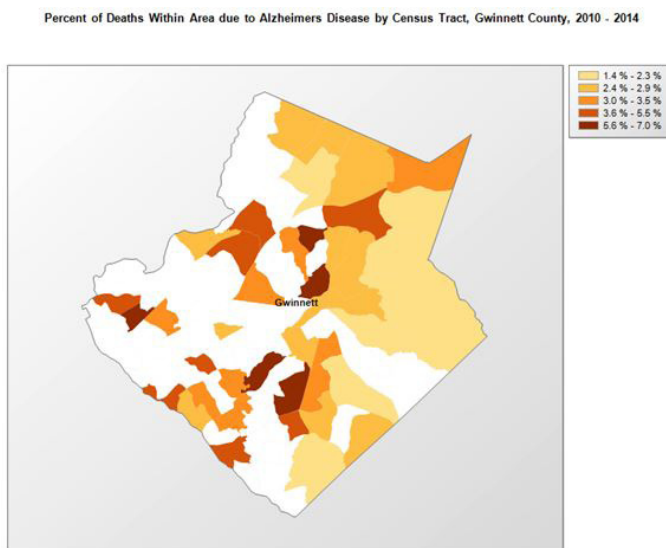 Percent of Deaths Within Area due to Alzheimers Disease by Census Tract, Gwinnett County, 2010 - 2014
1.4 % - 2.3 %
2.4 % - 2.9 %
3.0 % - 3.5 %
3.6 % - 5.5 %
5.6 % - 7.0 %
Gwinnett